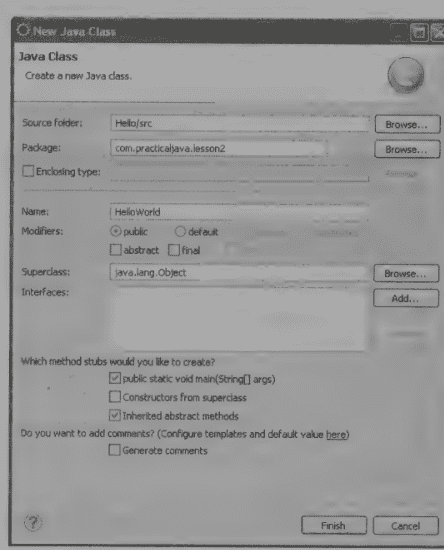 New Java Class
Java Class
Create a new Java class.
Source folder: Hello/src Browse...
Package: com.practicaljava.lesson2 Browse...
Enclosing type:
Name: HelloWorld
Modifiers: public default
abstract final
Superclass: java.lang.Object Browse...
Interfaces: Add...
Which method stubs would you like to create?
public static void main(String[] args)
Constructors from superclass
Inherited abstract methods
Do you want to add comments? (Configure templates and default value here)
Generate comments
? Finish Cancel